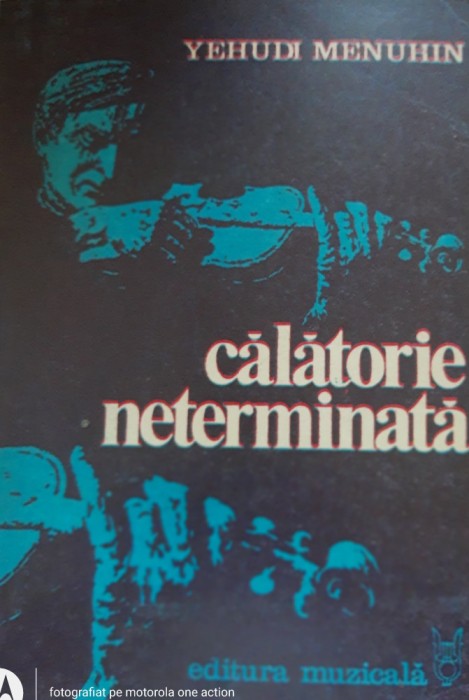 YEHUDI MENUHIN
călătorie
neterminată
editura muzicală
fotografiat pe motorola one action